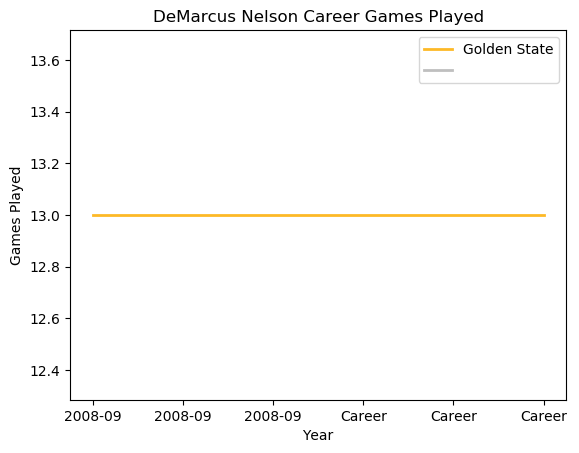 DeMarcus Nelson Career Games Played
Golden State
Games Played
13.6
13.4
13.2
13.0
12.8
12.6
12.4
2008-09 2008-09 2008-09 Career Career Career
Year